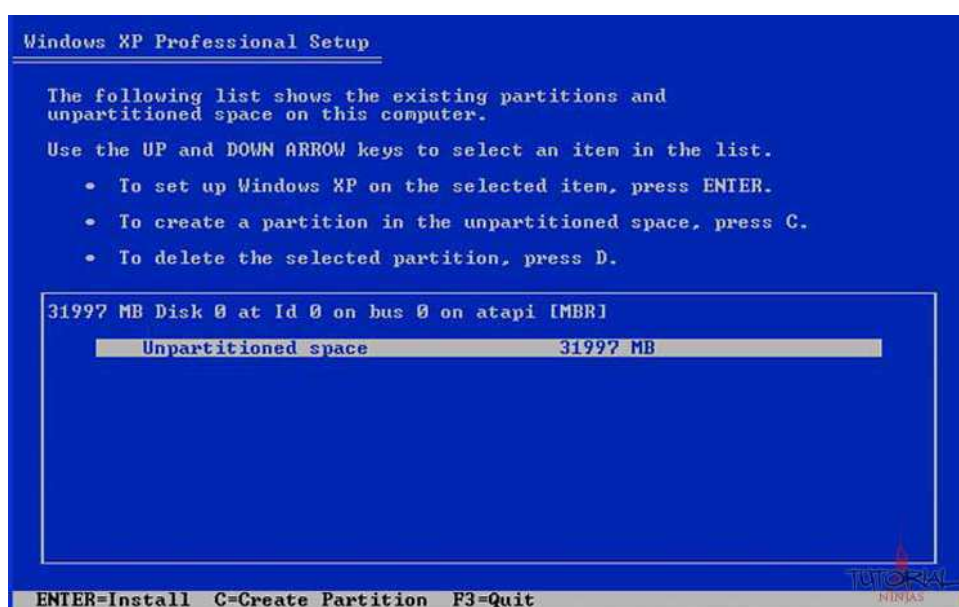 Windows XP Professional Setup
The following list shows the existing partitions and
unpartitioned space on this computer.
Use the UP and DOWN ARROW keys to select an item in the list.
• To set up Windows XP on the selected item, press ENTER.
• To create a partition in the unpartitioned space, press C.
• To delete the selected partition, press D.
31997 MB Disk 0 at Id 0 on bus 0 on atapi [MBR]
Unpartitioned space 31997 MB
TUTORIAL
NINJAS
ENTER=Install C=Create Partition F3=Quit